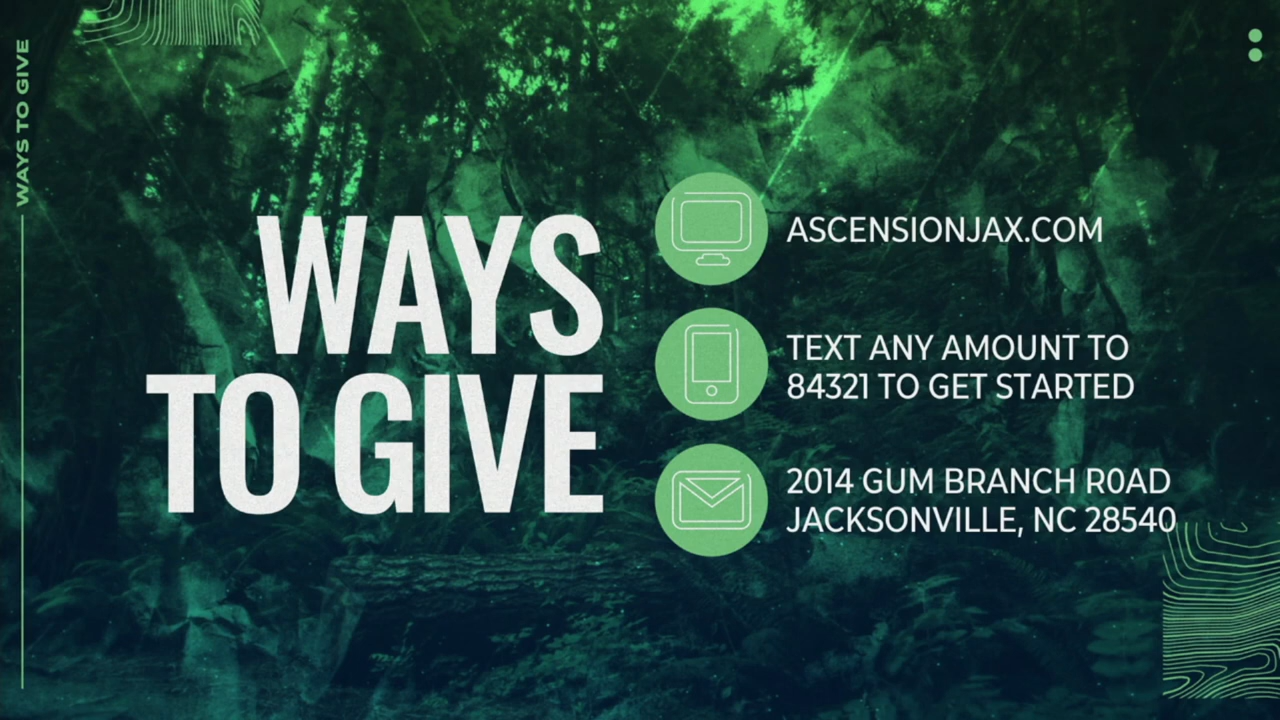 WAYS TO GIVE
WAYS
TO GIVE
ASCENSIONJAX.COM
TEXT ANY AMOUNT TO
84321 TO GET STARTED
2014 GUM BRANCH R0AD
JACKSONVILLE, NC 28540